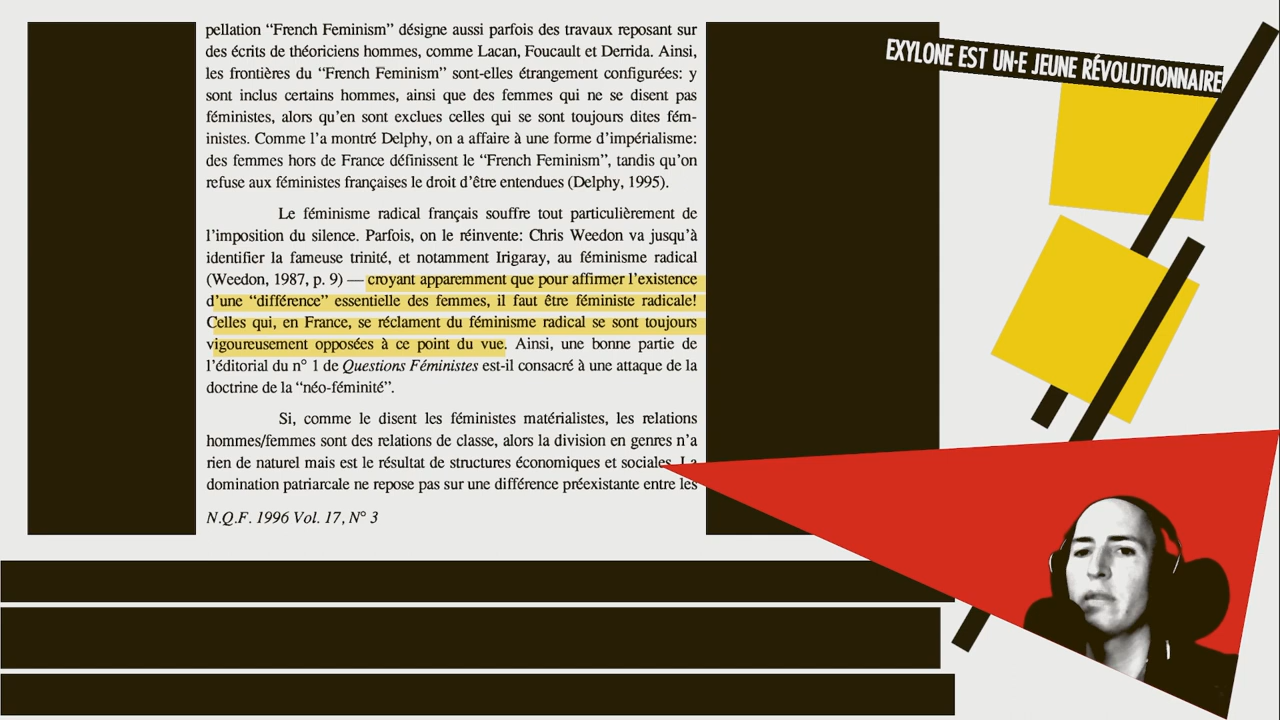 pellation “French Feminism” désigne aussi parfois des travaux reposant sur
des écrits de théoriciens hommes, comme Lacan, Foucault et Derrida. Ainsi,
les frontières du “French Feminism” sont-elles étrangement configurées: y
sont inclus certains hommes, ainsi que des femmes qui ne se disent pas
féministes, alors qu’en sont exclues celles qui se sont toujours dites fém-
inistes. Comme l’a montré Delphy, on a affaire à une forme d’impérialisme:
des femmes hors de France définissent le “French Feminism”, tandis qu’on
refuse aux féministes françaises le droit d’être entendues (Delphy, 1995).
Le féminisme radical français souffre tout particulièrement de
l’imposition du silence. Parfois, on le réinvente: Chris Weedon va jusqu’à
identifier la fameuse trinité, et notamment Irigaray, au féminisme radical
(Weedon, 1987, p. 9) — croyant apparemment que pour affirmer l’existence
d’une “différence” essentielle des femmes, il faut être féministe radicale!
Celles qui, en France, se réclament du féminisme radical se sont toujours
vigoureusement opposées à ce point du vue. Ainsi, une bonne partie de
l’éditorial du n° 1 de Questions Féministes est-il consacré à une attaque de la
doctrine de la “néo-féminité”.
Si, comme le disent les féministes matérialistes, les relations
hommes/femmes sont des relations de classe, alors la division en genres n’a
rien de naturel mais est le résultat de structures économiques et sociales. La
domination patriarcale ne repose pas sur une différence préexistante entre les
N.Q.F. 1996 Vol. 17, N° 3
EXYLONE EST UN·E JEUNE RÉVOLUTIONNAIRE